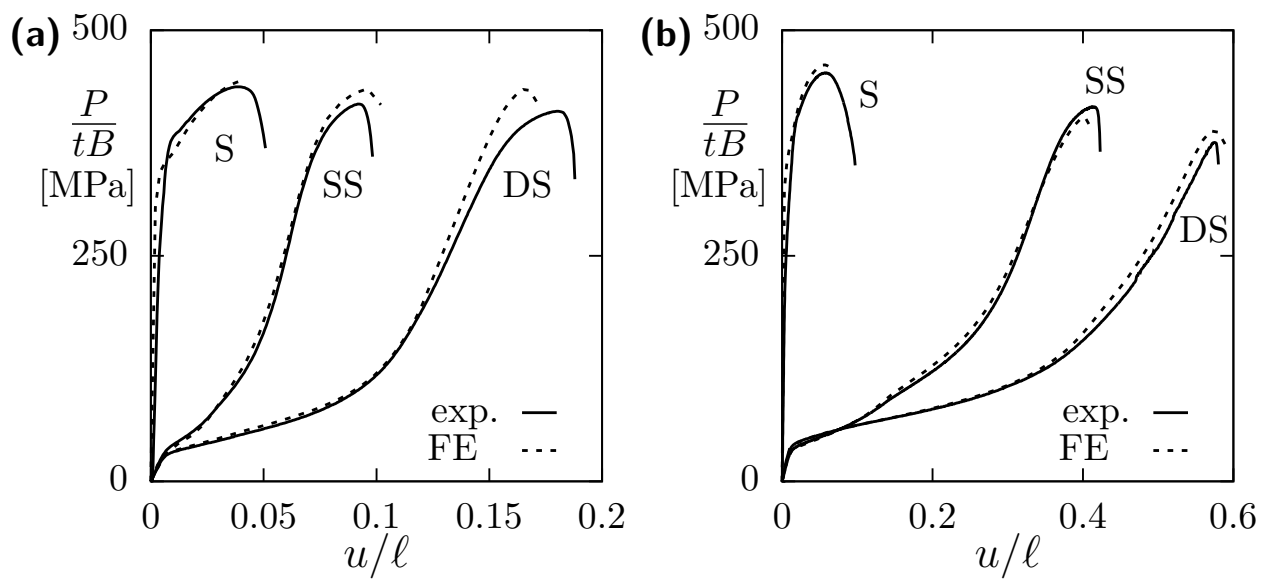 (a)
500
P
tB
[MPa]
250
0
S
SS
DS
exp.
FE
0 0.05 0.1 0.15 0.2
u/ℓ
(b)
500
P
tB
[MPa]
250
0
S
SS
DS
exp.
FE
0 0.2 0.4 0.6
u/ℓ